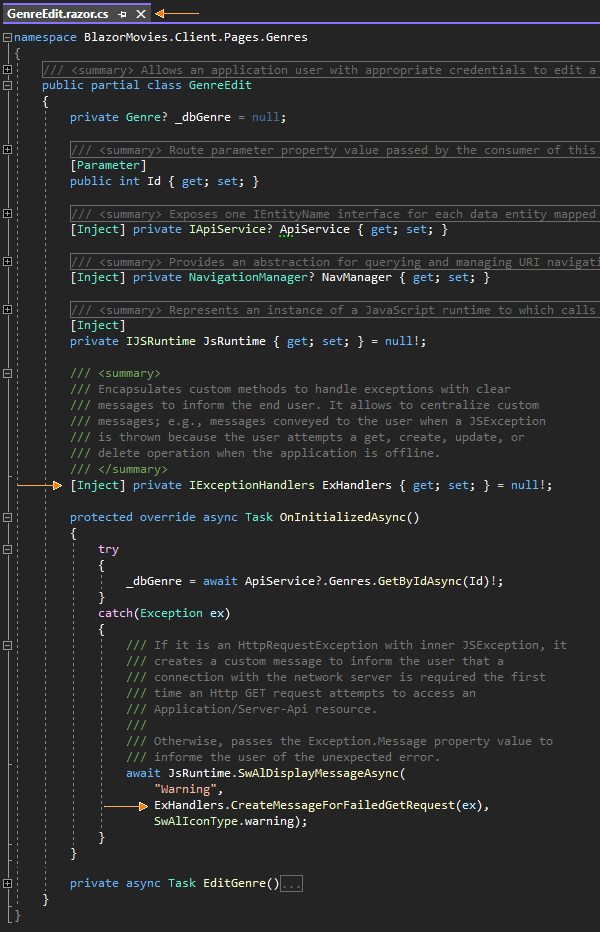 GenreEdit.razor.cs
namespace BlazorMovies.Client.Pages.Genres
{
/// <summary> Allows an application user with appropriate credentials to edit a
public partial class GenreEdit
{
private Genre? _dbGenre = null;
/// <summary> Route parameter property value passed by the consumer of this
[Parameter]
public int Id { get; set; }
/// <summary> Exposes one IEntityName interface for each data entity mapped
[Inject] private IApiService? ApiService { get; set; }
/// <summary> Provides an abstraction for querying and managing URI navigati
[Inject] private NavigationManager? NavManager { get; set; }
/// <summary> Represents an instance of a JavaScript runtime to which calls
[Inject]
private IJSRuntime JsRuntime { get; set; } = null!;
/// <summary>
/// Encapsulates custom methods to handle exceptions with clear
/// messages to inform the end user. It allows to centralize custom
/// messages; e.g., messages conveyed to the user when a JSException
/// is thrown because the user attempts a get, create, update, or
/// delete operation when the application is offline.
/// </summary>
[Inject] private IExceptionHandlers ExHandlers { get; set; } = null!;
protected override async Task OnInitializedAsync()
{
try
{
_dbGenre = await ApiService?.Genres.GetByIdAsync(Id)!;
}
catch(Exception ex)
{
/// If it is an HttpRequestException with inner JSException, it
/// creates a custom message to inform the user that a
/// connection with the network server is required the first
/// time an Http GET request attempts to access an
/// Application/Server-Api resource.
///
/// Otherwise, passes the Exception.Message property value to
/// informe the user of the unexpected error.
await JsRuntime.SwAlDisplayMessageAsync(
"Warning",
ExHandlers.CreateMessageForFailedGetRequest(ex),
SwAlIconType.warning);
}
}
private async Task EditGenre()...
}
}